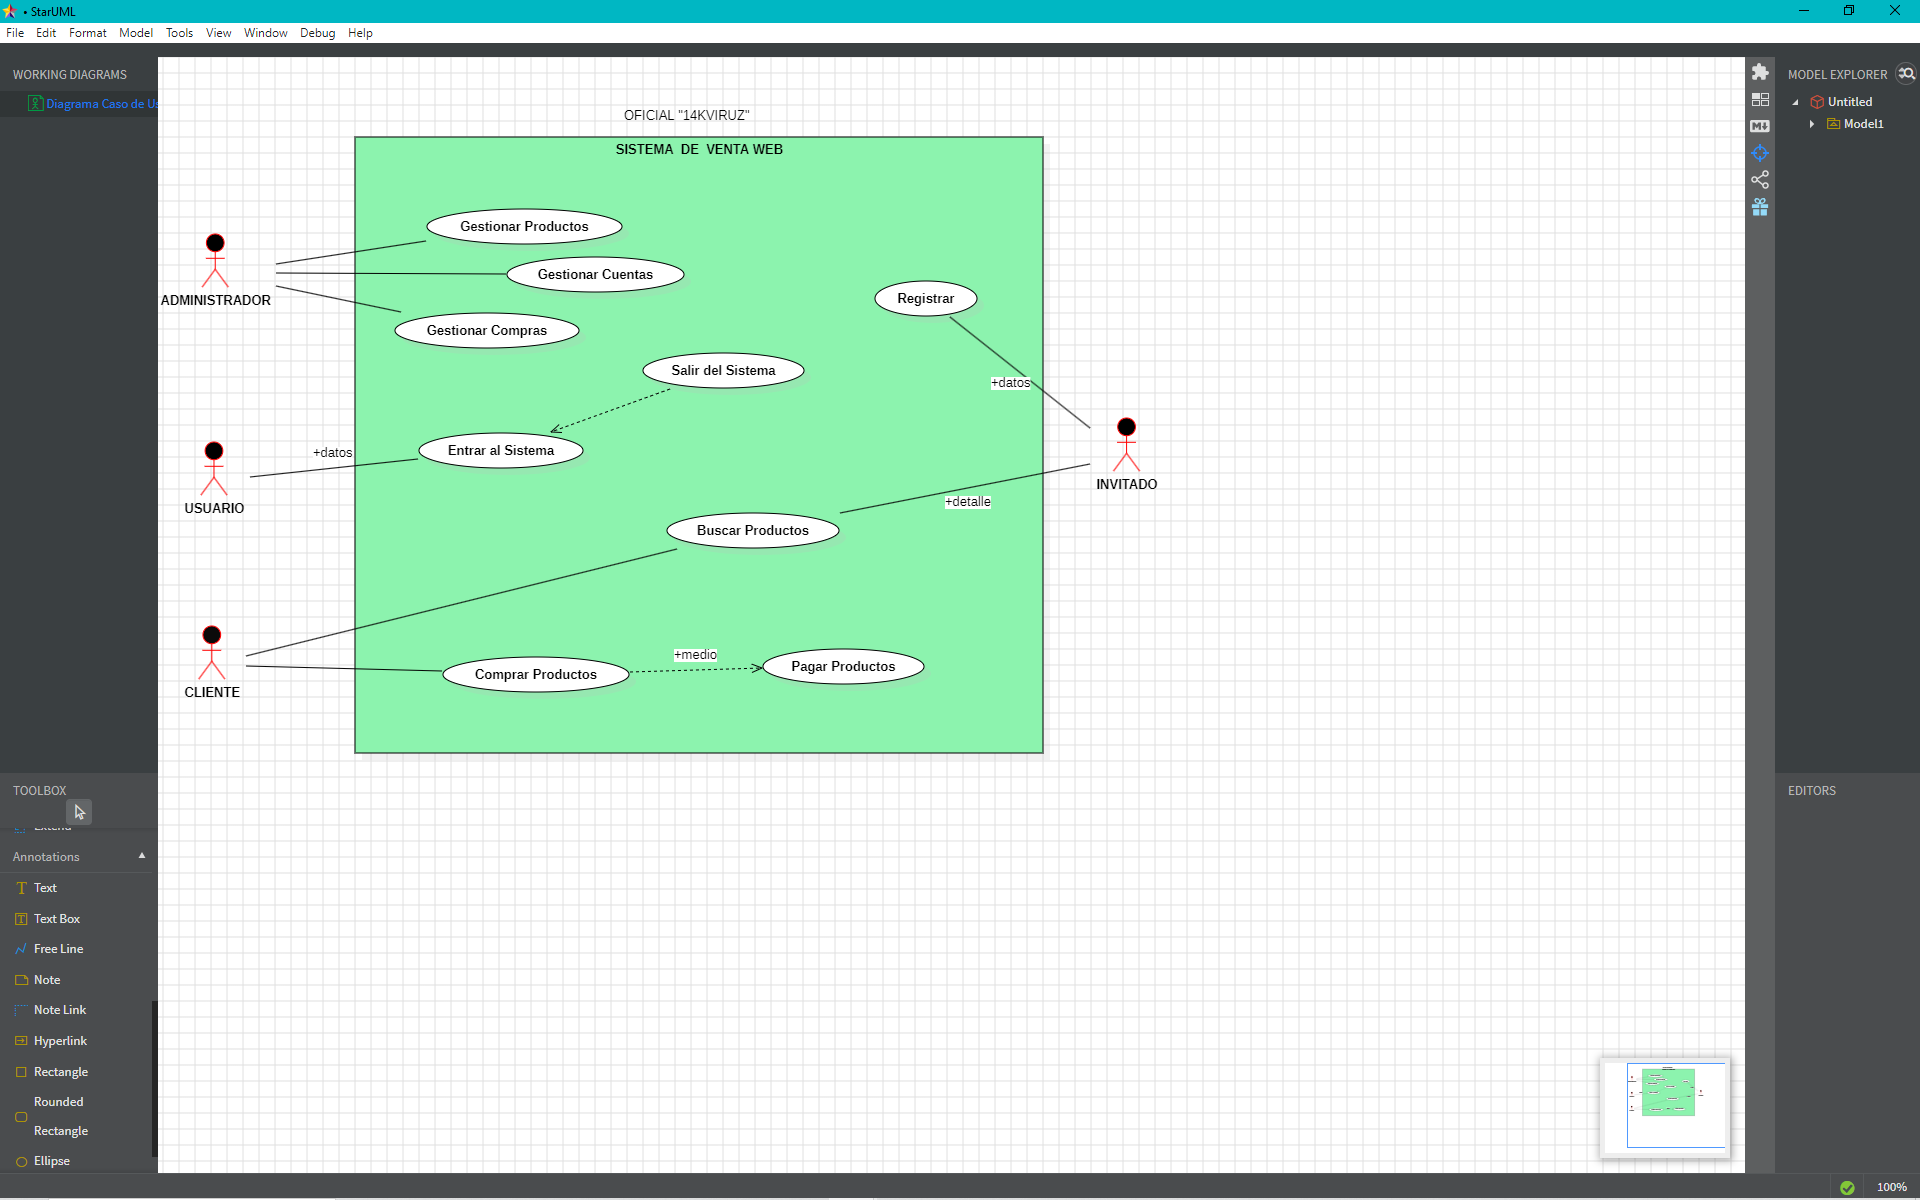 • StarUML
File Edit Format Model Tools View Window Debug Help
WORKING DIAGRAMS
Diagrama Caso de Us
OFICIAL "14KVIRUZ"
SISTEMA DE VENTA WEB
Gestionar Productos
Gestionar Cuentas
Gestionar Compras
Registrar
Salir del Sistema
Entrar al Sistema
Buscar Productos
Comprar Productos
Pagar Productos
ADMINISTRADOR
USUARIO
CLIENTE
INVITADO
+datos
+datos
+detalle
+medio
MODEL EXPLORER
Untitled
Model1
EDITORS
TOOLBOX
Extend
Annotations
Text
Text Box
Free Line
Note
Note Link
Hyperlink
Rectangle
Rounded
Rectangle
Ellipse
100%